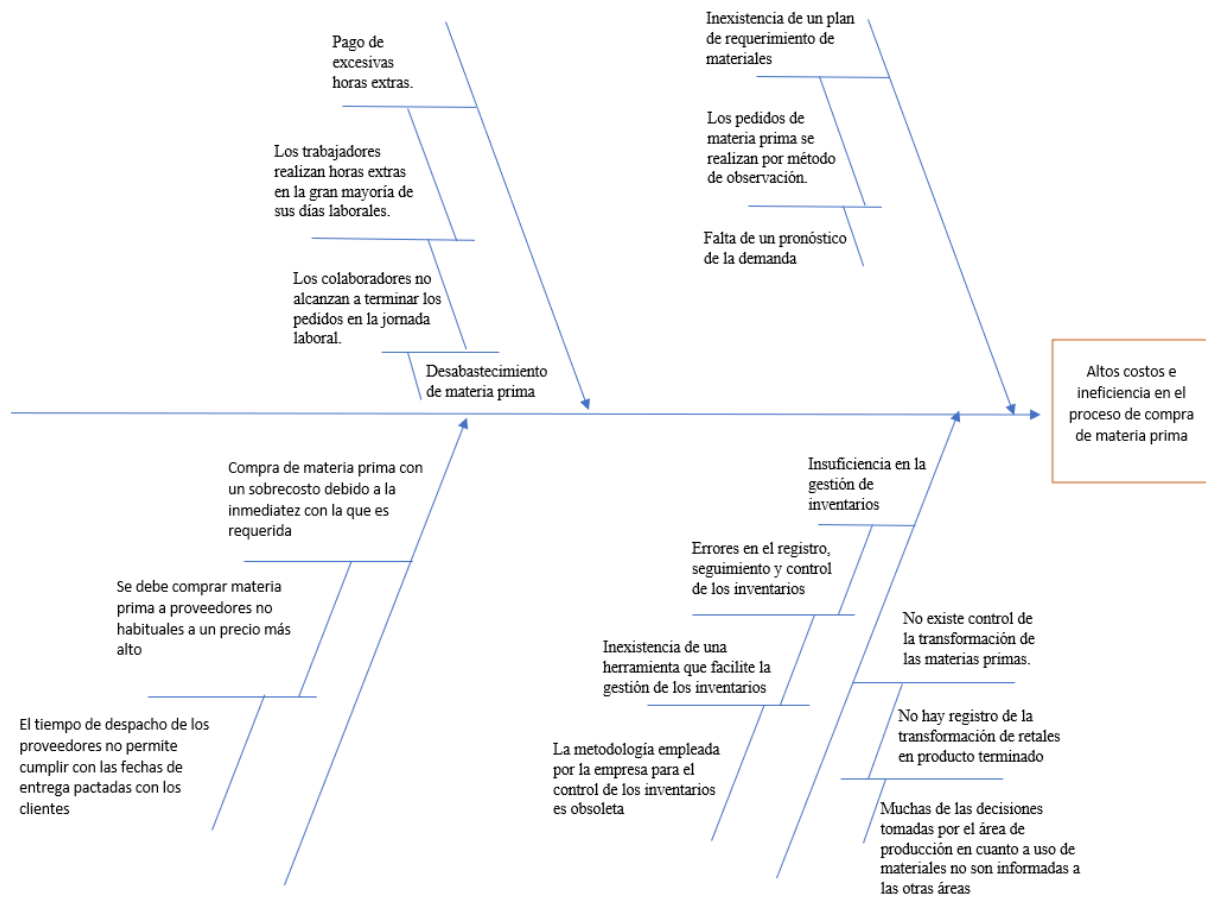 Pago de
excesivas
horas extras.
Los trabajadores
realizan horas extras
en la gran mayoría de
sus días laborales.
Los colaboradores no
alcanzan a terminar los
pedidos en la jornada
laboral.
Desabastecimiento
de materia prima
Inexistencia de un plan
de requerimiento de
materiales
Los pedidos de
materia prima se
realizan por método
de observación.
Falta de un pronóstico
de la demanda
Altos costos e
ineficiencia en el
proceso de compra
de materia prima
Compra de materia prima con
un sobrecosto debido a la
inmediatez con la que es
requerida
Se debe comprar materia
prima a proveedores no
habituales a un precio más
alto
El tiempo de despacho de los
proveedores no permite
cumplir con las fechas de
entrega pactadas con los
clientes
Insuficiencia en la
gestión de
inventarios
Errores en el registro,
seguimiento y control
de los inventarios
Inexistencia de una
herramienta que facilite la
gestión de los inventarios
La metodología empleada
por la empresa para el
control de los inventarios
es obsoleta
No existe control de
la transformación de
las materias primas.
No hay registro de la
transformación de retales
en producto terminado
Muchas de las decisiones
tomadas por el área de
producción en cuanto a uso de
materiales no son informadas a
las otras áreas